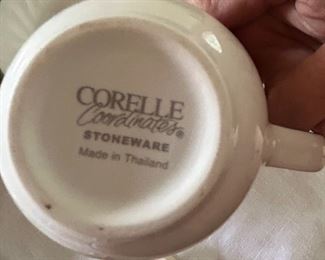 CORELLE
Coordinates®
STONEWARE
Made in Thailand